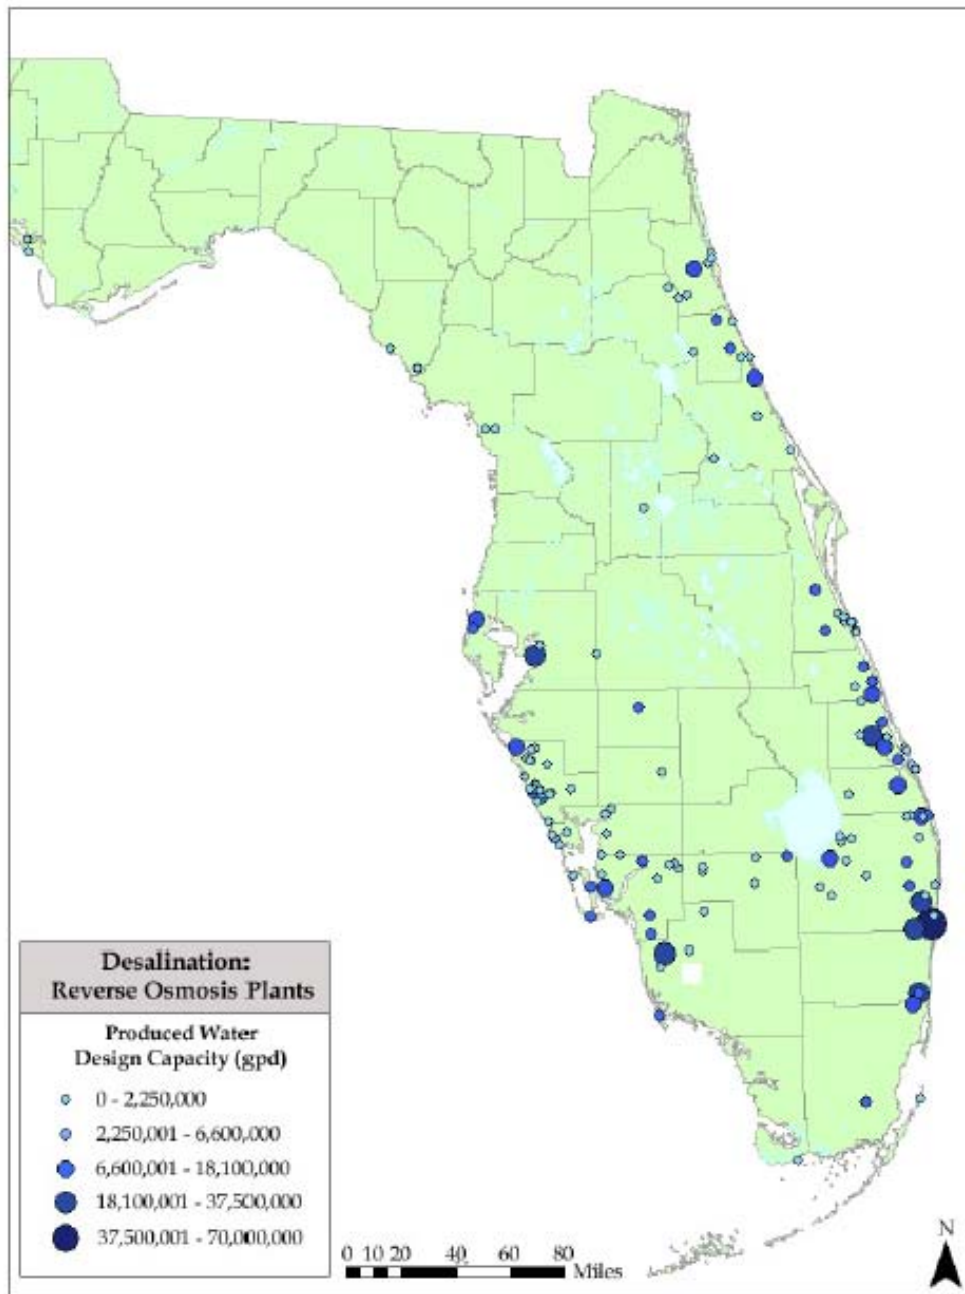 Desalination:
Reverse Osmosis Plants
Produced Water
Design Capacity (gpd)
0 - 2,250,000
2,250,001 - 6,600,000
6,600,001 - 18,100,000
18,100,001 - 37,500,000
37,500,001 - 70,000,000
0 10 20 40 60 80
Miles
N